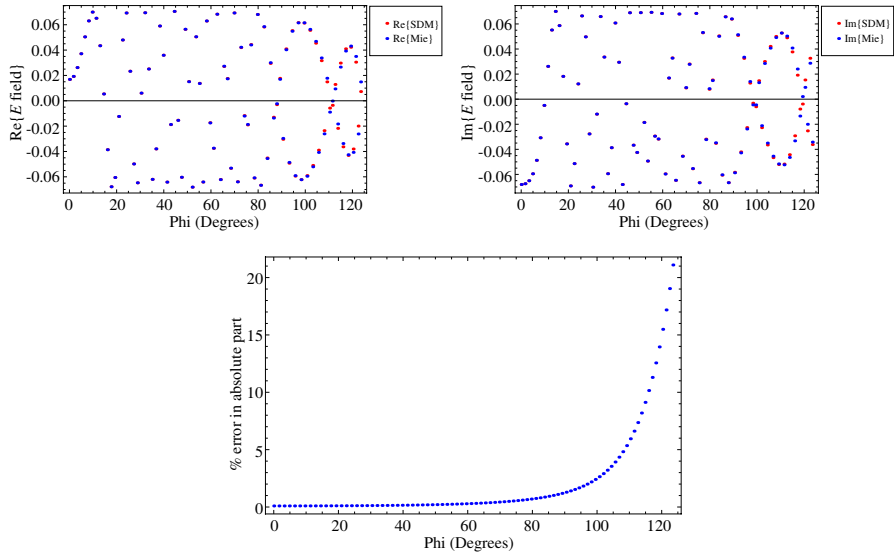 Re{E field}
0.06
0.04
0.02
0.00
-0.02
-0.04
-0.06
0 20 40 60 80 100 120
Phi (Degrees)
Re{SDM}
Re{Mie}
Im{E field}
0.06
0.04
0.02
0.00
-0.02
-0.04
-0.06
0 20 40 60 80 100 120
Phi (Degrees)
Im{SDM}
Im{Mie}
% error in absolute part
20
15
10
5
0
0 20 40 60 80 100 120
Phi (Degrees)